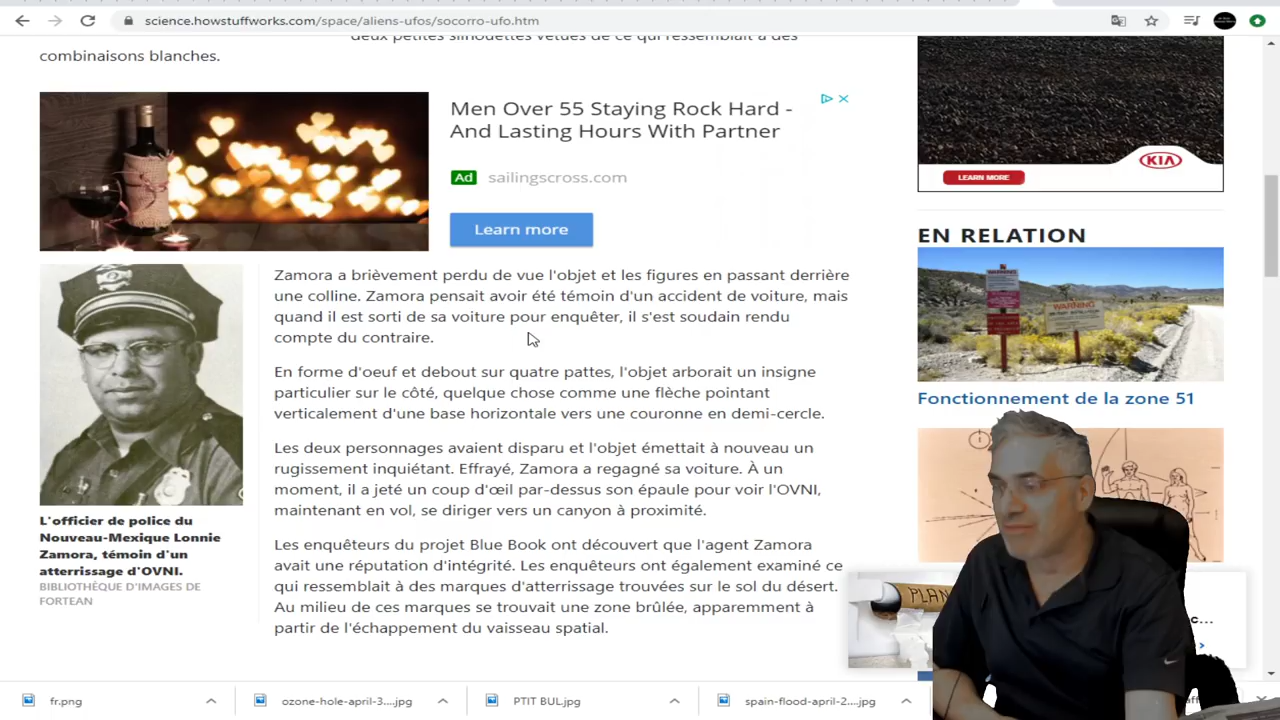 science.howstuffworks.com/space/aliens-ufos/socorro-ufo.htm
deux petites silhouettes vêtues de ce qui ressemblait à des
combinaisons blanches.
Men Over 55 Staying Rock Hard -
And Lasting Hours With Partner
Ad sailingscross.com
Learn more
Zamora a brièvement perdu de vue l'objet et les figures en passant derrière
une colline. Zamora pensait avoir été témoin d'un accident de voiture, mais
quand il est sorti de sa voiture pour enquêter, il s'est soudain rendu
compte du contraire.
En forme d'oeuf et debout sur quatre pattes, l'objet arborait un insigne
particulier sur le côté, quelque chose comme une flèche pointant
verticalement d'une base horizontale vers une couronne en demi-cercle.
Les deux personnages avaient disparu et l'objet émettait à nouveau un
rugissement inquiétant. Effrayé, Zamora a regagné sa voiture. À un
moment, il a jeté un coup d'œil par-dessus son épaule pour voir l'OVNI,
maintenant en vol, se diriger vers un canyon à proximité.
Les enquêteurs du projet Blue Book ont découvert que l'agent Zamora
avait une réputation d'intégrité. Les enquêteurs ont également examiné ce
qui ressemblait à des marques d'atterrissage trouvées sur le sol du désert.
Au milieu de ces marques se trouvait une zone brûlée, apparemment à
partir de l'échappement du vaisseau spatial.
L'officier de police du
Nouveau-Mexique Lonnie
Zamora, témoin d'un
atterrissage d'OVNI.
BIBLIOTHÈQUE D'IMAGES DE
FORTEAN
KIA
LEARN MORE
EN RELATION
WARNING
WARNING
Fonctionnement de la zone 51
PLAN
c...
fr.png
ozone-hole-april-3....jpg
PTIT BUL.jpg
spain-flood-april-2....jpg